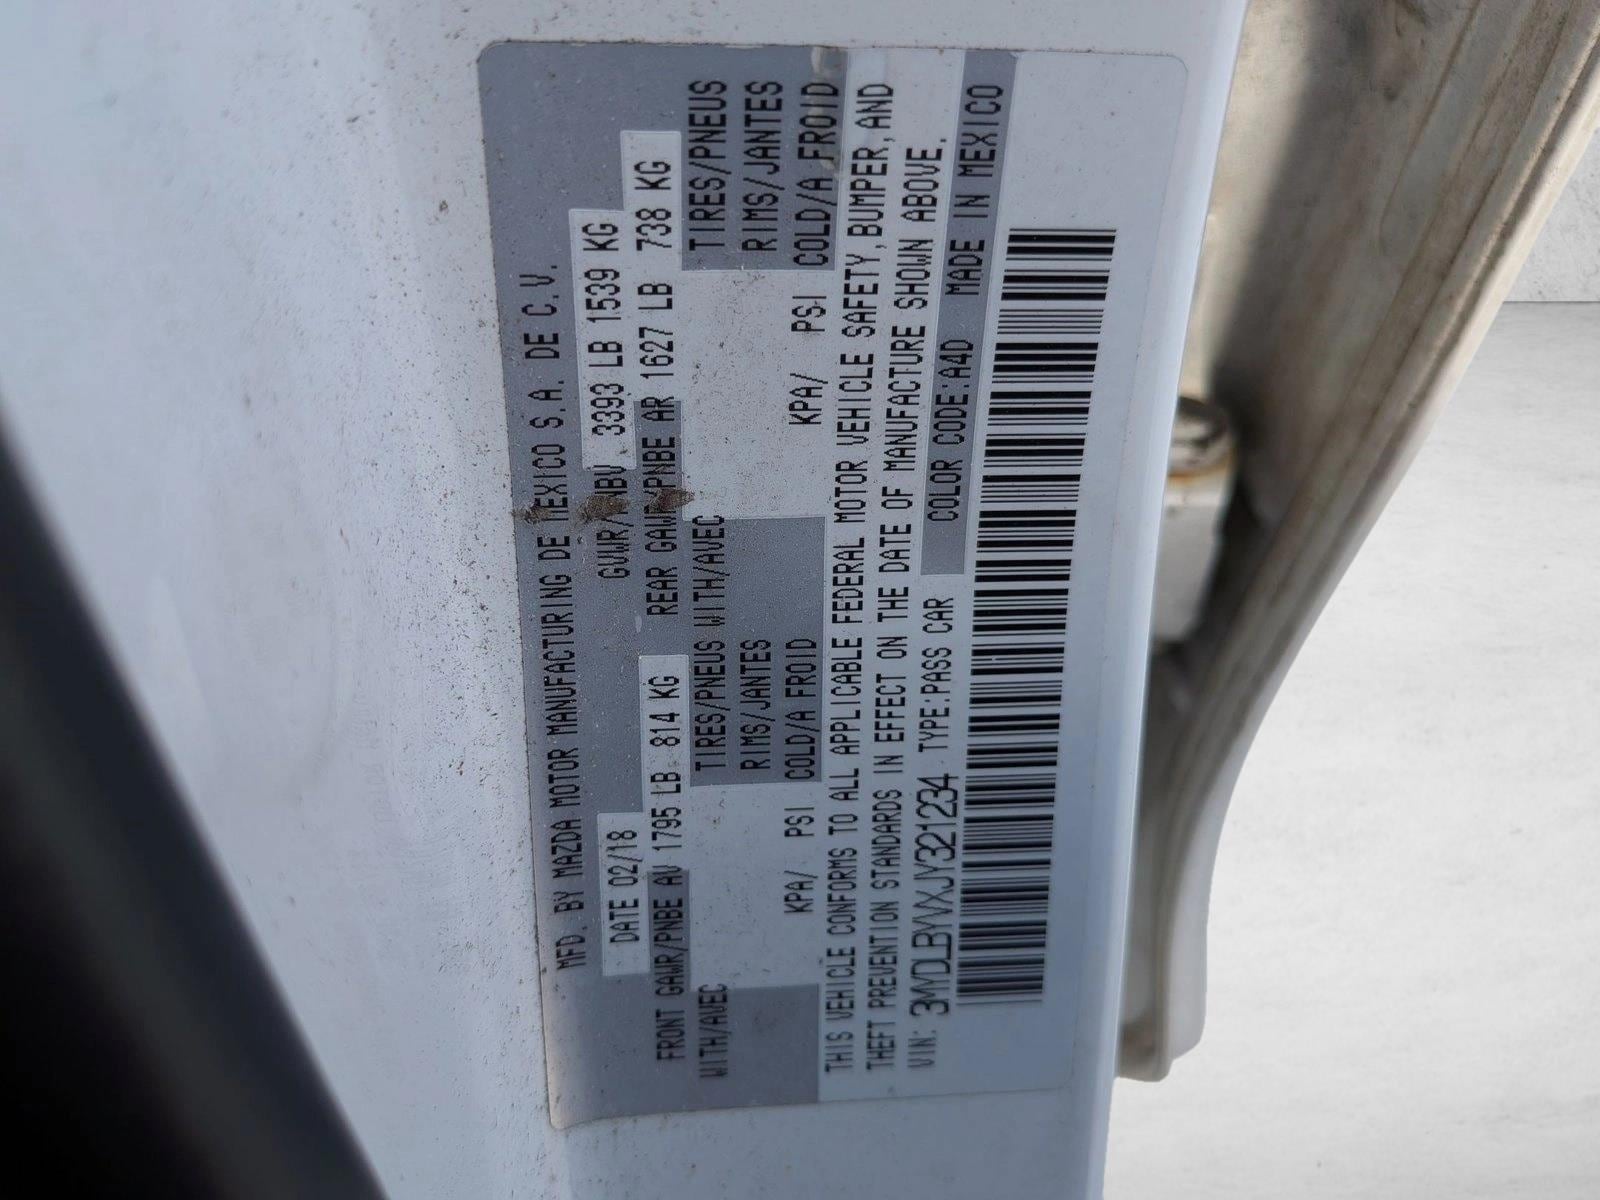 MFD. BY MAZDA MOTOR MANUFACTURING DE MEXICO S.A. DE C.V.
DATE 02/18 GVWR/PNBV 3393 LB 1539 KG
FRONT GAWR/PNBE AV 1795 LB 814 KG REAR GAWR/PNBE AR 1627 LB 738 KG
WITH/AVEC TIRES/PNEUS WITH/AVEC TIRES/PNEUS
RIMS/JANTES RIMS/JANTES
KPA/ PSI COLD/A FROID KPA/ PSI COLD/A FROID
THIS VEHICLE CONFORMS TO ALL APPLICABLE FEDERAL MOTOR VEHICLE SAFETY, BUMPER, AND
THEFT PREVENTION STANDARDS IN EFFECT ON THE DATE OF MANUFACTURE SHOWN ABOVE.
VIN: 3MYDLBYVXJY321234 TYPE:PASS CAR COLOR CODE:A4D MADE IN MEXICO